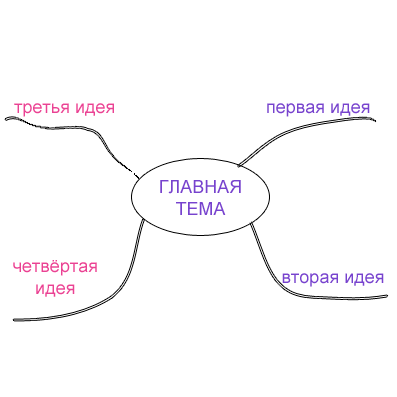 третья идея
первая идея
ГЛАВНАЯ
ТЕМА
четвёртая
идея
вторая идея